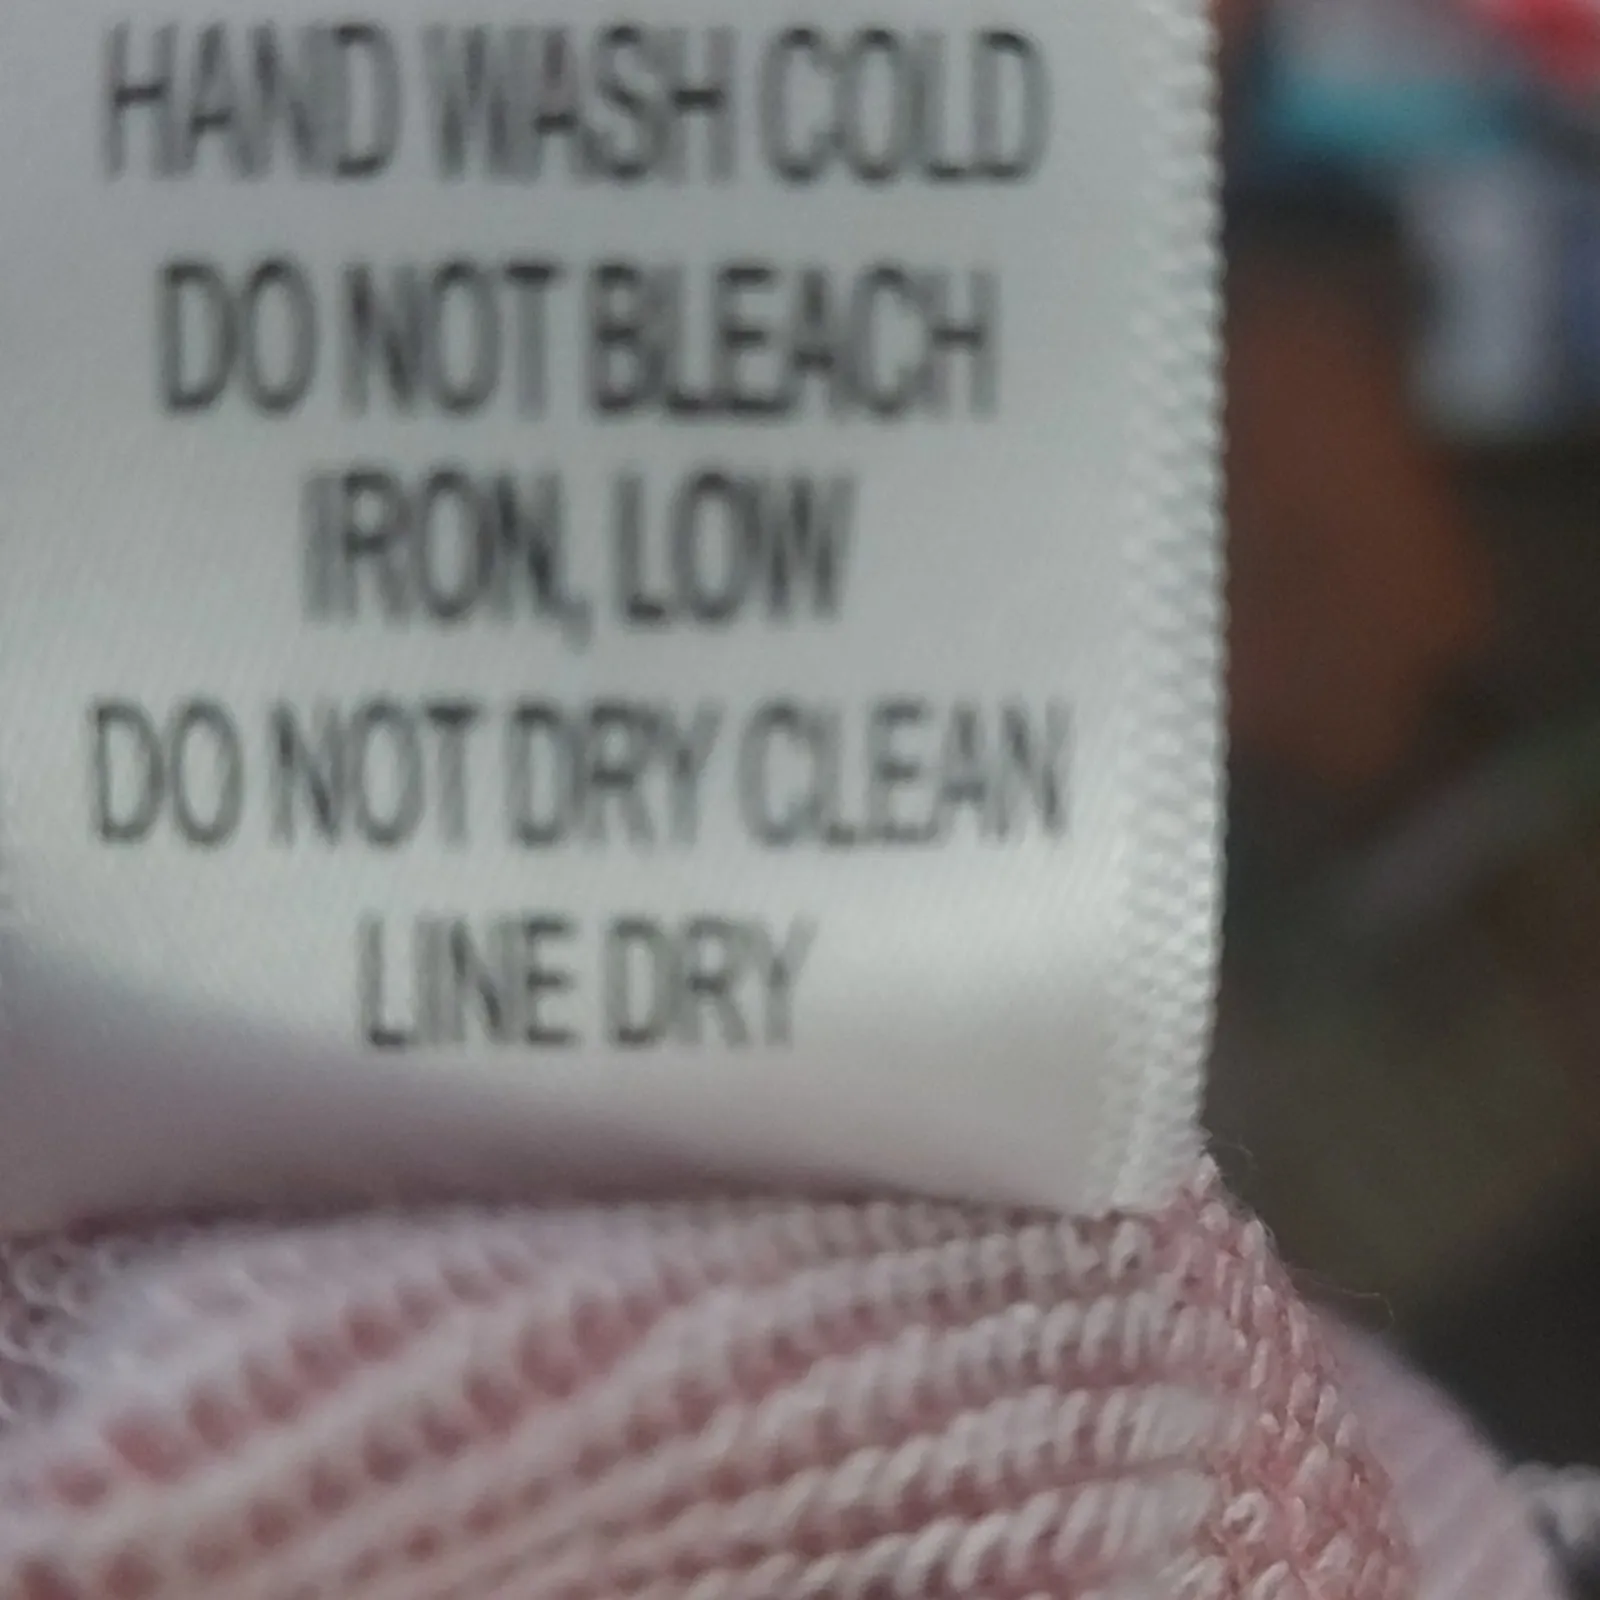 HAND WASH COLD
DO NOT BLEACH
IRON, LOW
DO NOT DRY CLEAN
LINE DRY